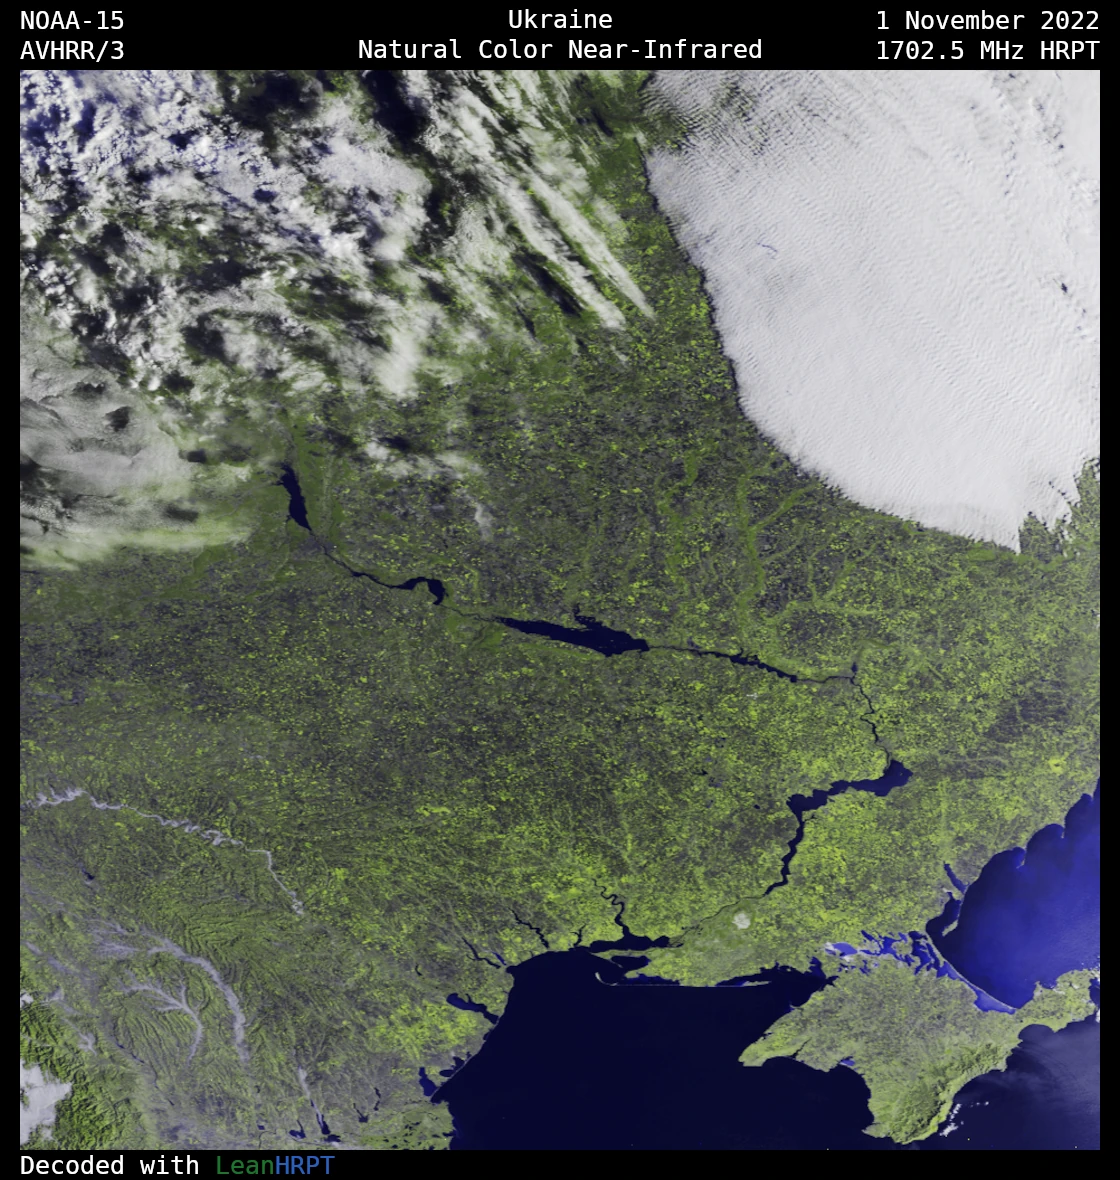 NOAA-15 Ukraine 1 November 2022
AVHRR/3 Natural Color Near-Infrared 1702.5 MHz HRPT
Decoded with LeanHRPT